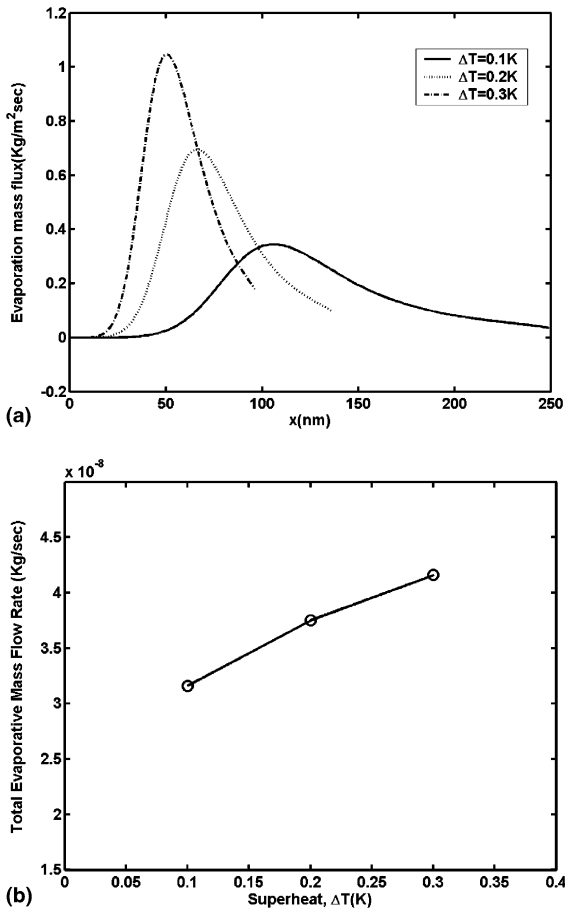 1.2
1
0.8
0.6
0.4
0.2
0
-0.2
Evaporation mass flux(Kg/m²sec)
ΔT=0.1K
ΔT=0.2K
ΔT=0.3K
0 50 100 150 200 250
x(nm)
(a)
x 10⁻⁸
4.5
4
3.5
3
2.5
2
1.5
Total Evaporative Mass Flow Rate (Kg/sec)
0 0.05 0.1 0.15 0.2 0.25 0.3 0.35 0.4
Superheat, ΔT(K)
(b)